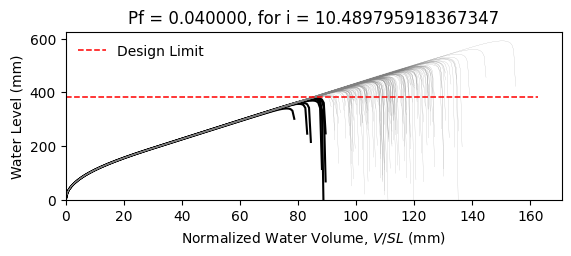 Pf = 0.040000, for i = 10.489795918367347
Design Limit
Water Level (mm)
600
400
200
0
0 20 40 60 80 100 120 140 160
Normalized Water Volume, V/SL (mm)